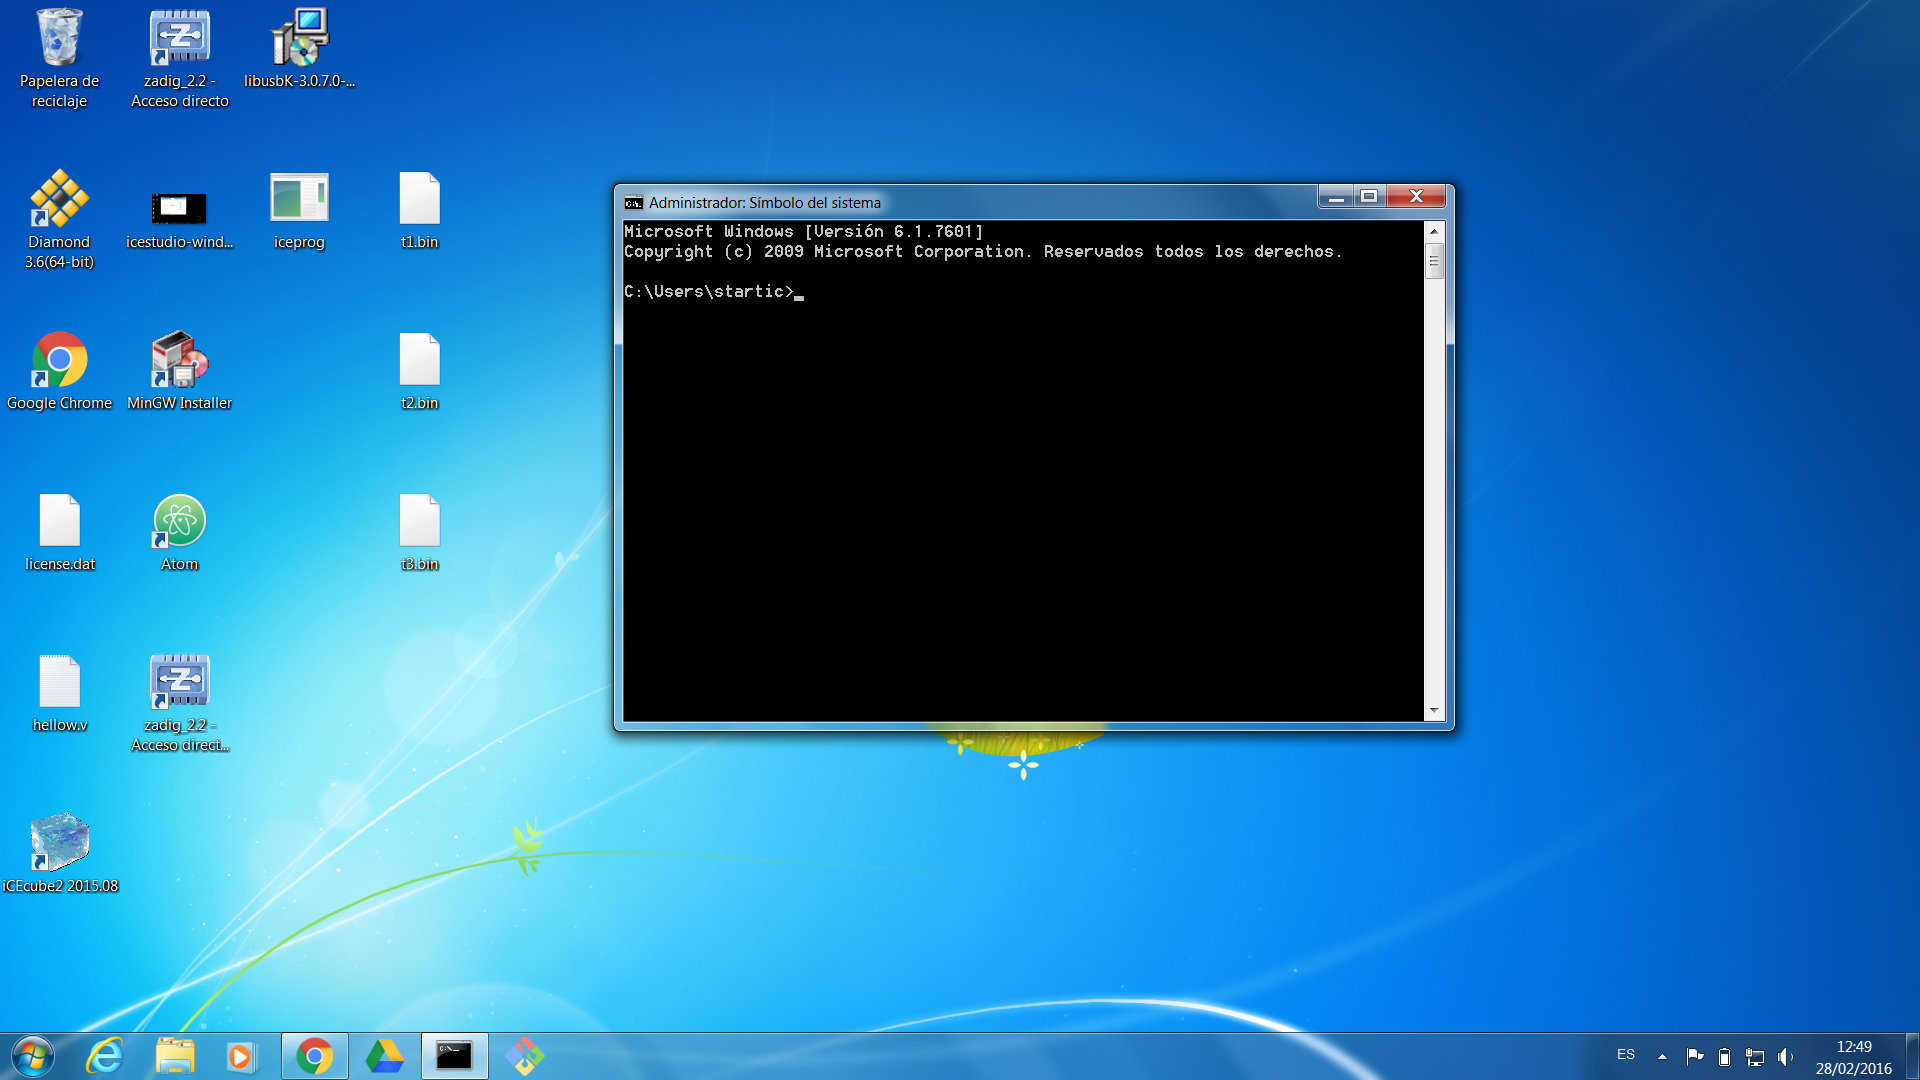 Papelera de
reciclaje
zadig_2.2 -
Acceso directo
libusbK-3.0.7.0-...
Diamond
3.6(64-bit)
icestudio-wind...
iceprog
t1.bin
Google Chrome
MinGW Installer
t2.bin
license.dat
Atom
t3.bin
hellow.v
zadig_2.2 -
Acceso direct...
iCEcube2 2015.08
Administrador: Símbolo del sistema
Microsoft Windows [Versión 6.1.7601]
Copyright (c) 2009 Microsoft Corporation. Reservados todos los derechos.
C:\Users\startic>
ES
12:49
28/02/2016